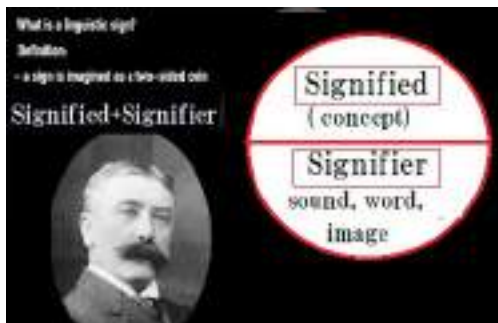 What is a linguistic sign?
Definition:
- a sign is imagined as a two-sided coin
Signified+Signifier
Signified
( concept)
Signifier
sound, word,
image